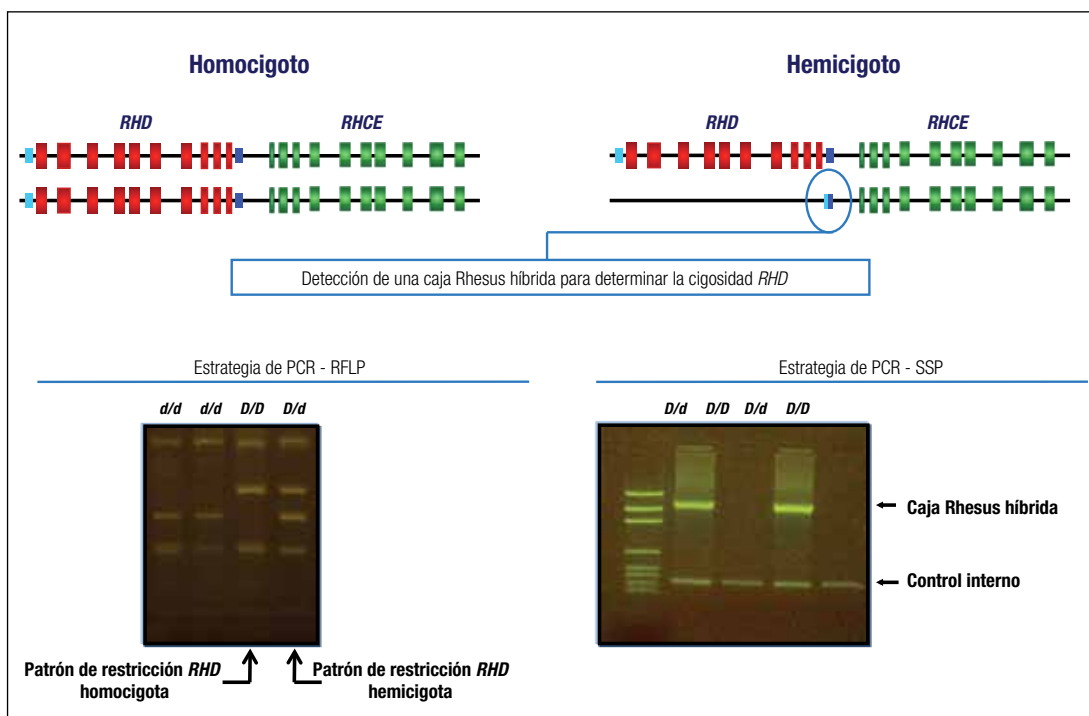 Homocigoto
Hemicigoto
RHD
RHCE
RHD
RHCE
Detección de una caja Rhesus híbrida para determinar la cigosidad RHD
Estrategia de PCR - RFLP
Estrategia de PCR - SSP
d/d d/d D/D D/d
D/d D/D D/d D/D
Caja Rhesus híbrida
Control interno
Patrón de restricción RHD
homocigota
Patrón de restricción RHD
hemicigota